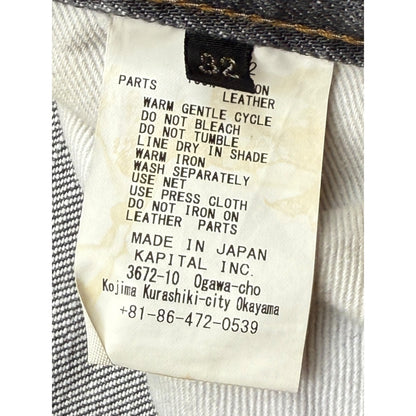 32
PARTS
LEATHER
WARM GENTLE CYCLE
DO NOT BLEACH
DO NOT TUMBLE
LINE DRY IN SHADE
WARM IRON
WASH SEPARATELY
USE NET
USE PRESS CLOTH
DO NOT IRON ON
LEATHER PARTS
MADE IN JAPAN
KAPITAL INC.
3672-10 Ogawa-cho
Kojima Kurashiki-city Okayama
+81-86-472-0539